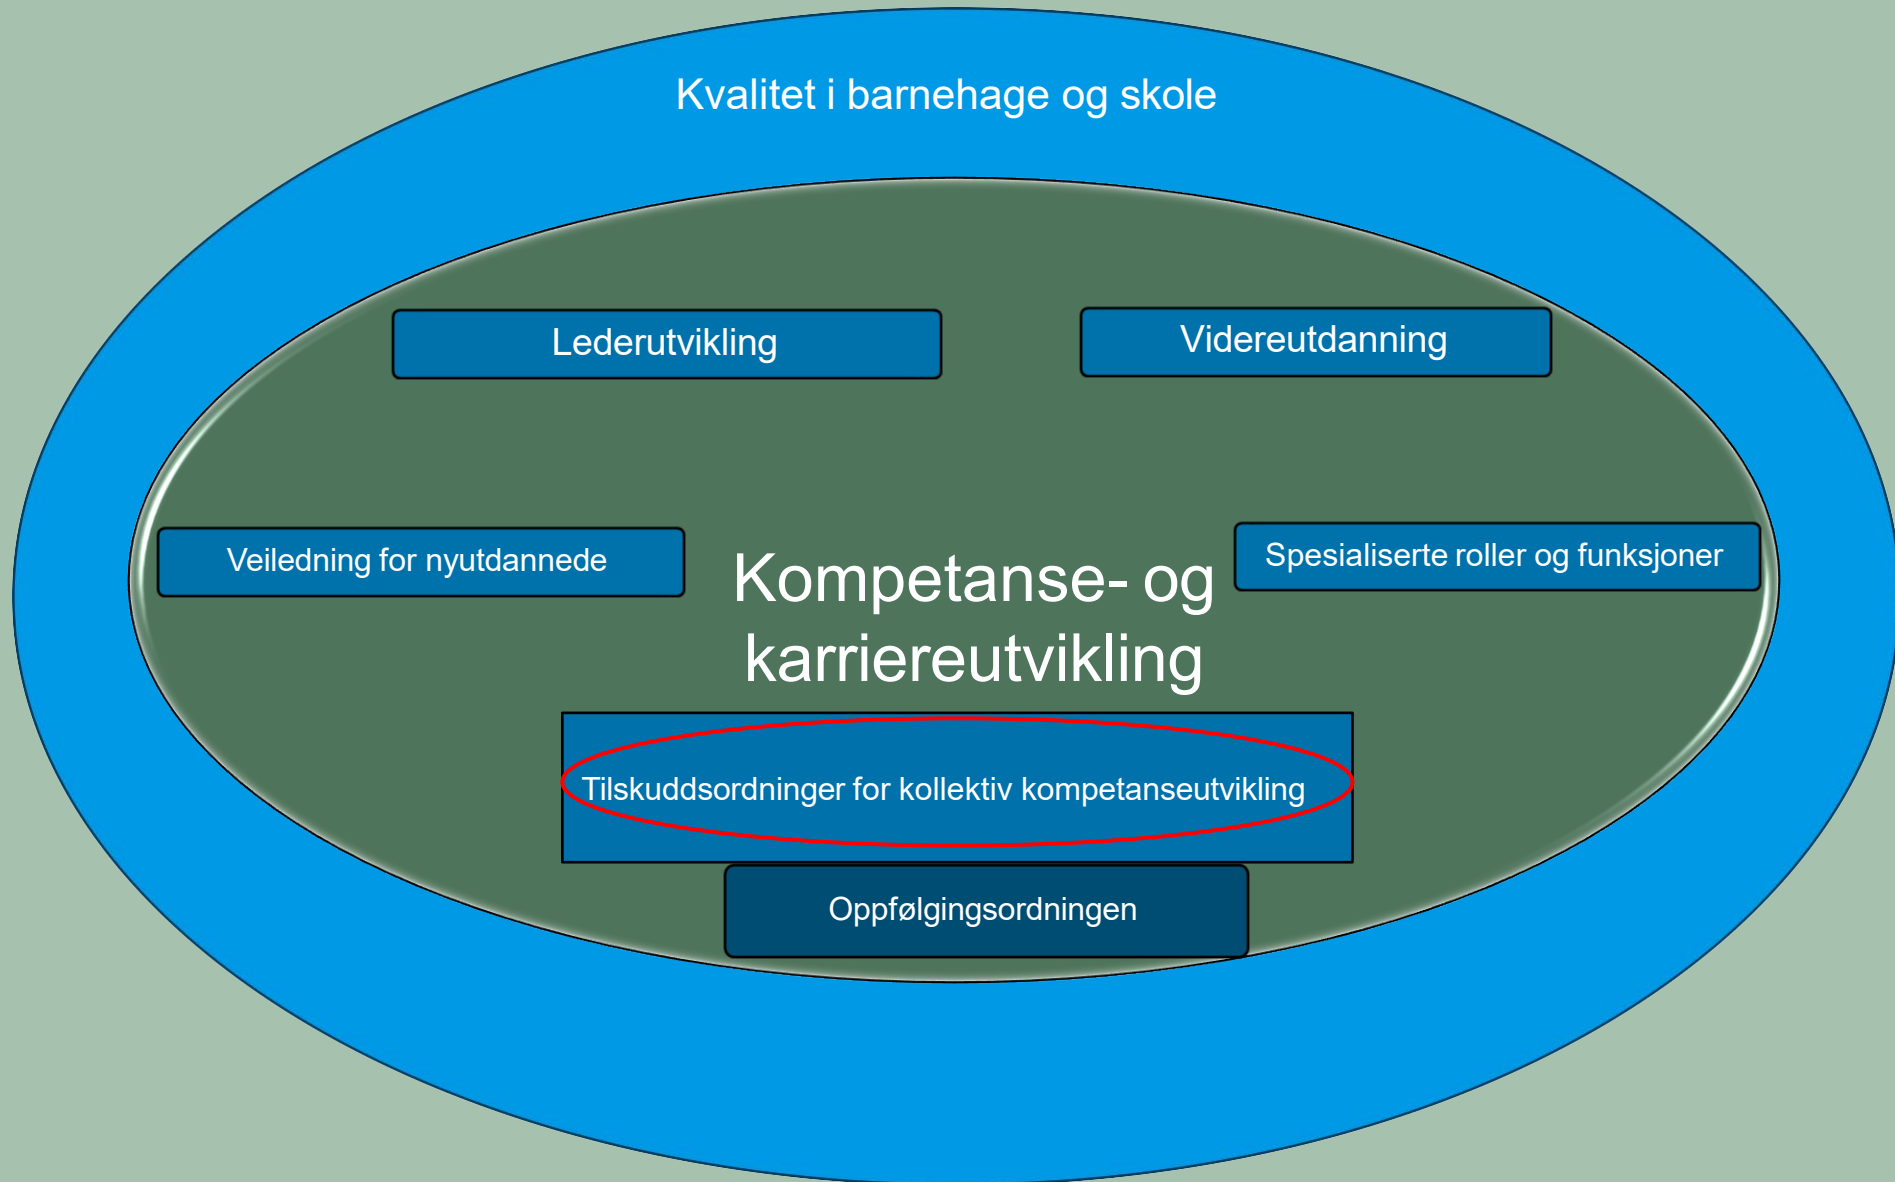 Kvalitet i barnehage og skole
Lederutvikling
Videreutdanning
Veiledning for nyutdannede
Spesialiserte roller og funksjoner
Kompetanse- og
karriereutvikling
Tilskuddsordninger for kollektiv kompetanseutvikling
Oppfølgingsordningen